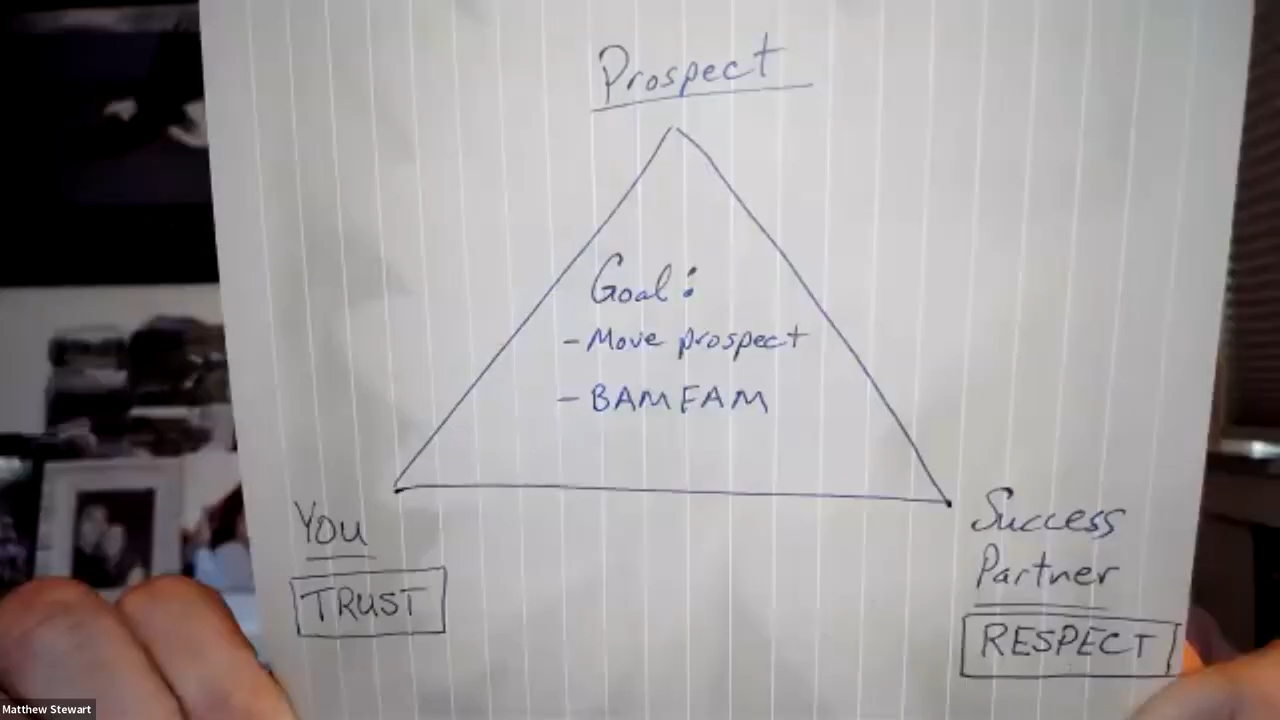 Prospect
Goal:
- Move prospect
- BAMFAM
You
TRUST
Success
Partner
RESPECT
Matthew Stewart